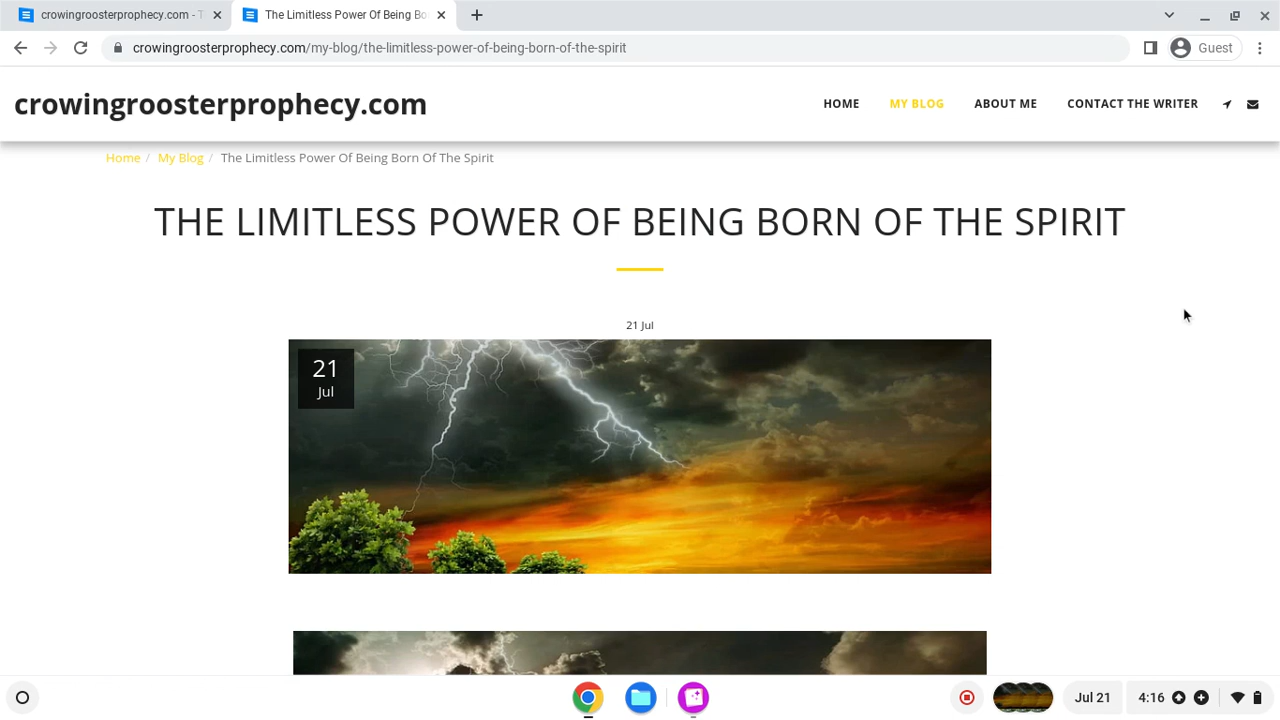 crowingroosterprophecy.com - T
The Limitless Power Of Being Bo
crowingroosterprophecy.com/my-blog/the-limitless-power-of-being-born-of-the-spirit
Guest
crowingroosterprophecy.com
HOME MY BLOG ABOUT ME CONTACT THE WRITER
Home / My Blog / The Limitless Power Of Being Born Of The Spirit
THE LIMITLESS POWER OF BEING BORN OF THE SPIRIT
21 Jul
21
Jul
Jul 21
4:16